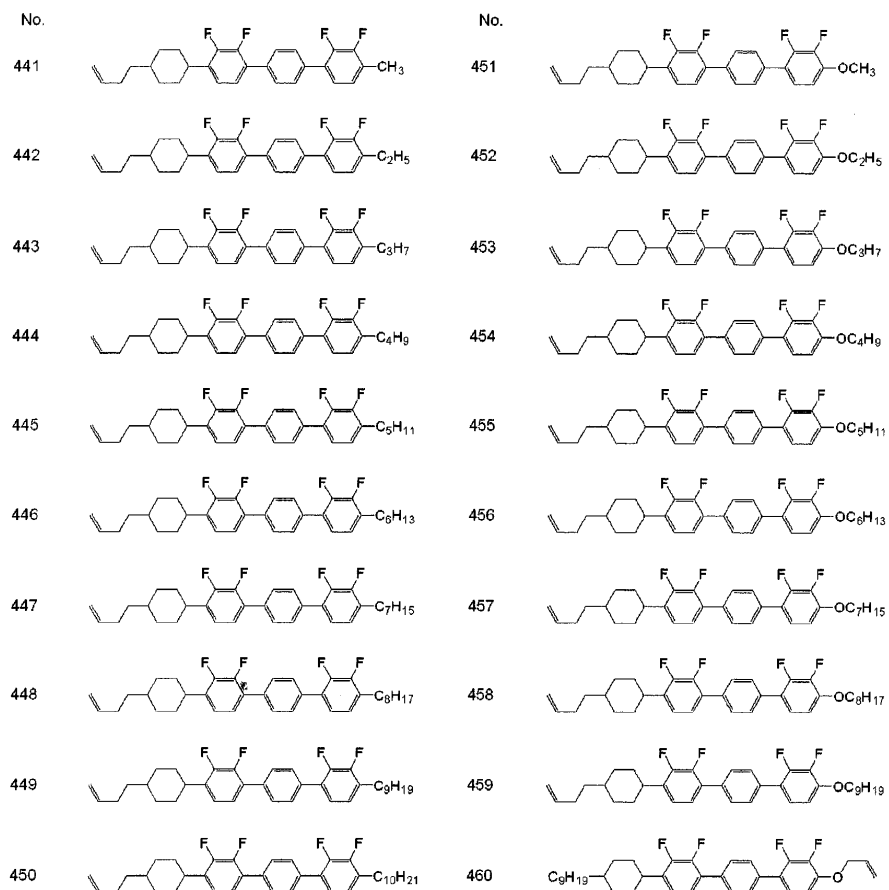 No.
No.
F F F F
441 CH3
F F F F
451 OCH3
F F F F
442 C2H5
F F F F
452 OC2H5
F F F F
443 C3H7
F F F F
453 OC3H7
F F F F
444 C4H9
F F F F
454 OC4H9
F F F F
445 C5H11
F F F F
455 OC5H11
F F F F
446 C6H13
F F F F
456 OC6H13
F F F F
447 C7H15
F F F F
457 OC7H15
F F F F
448 C8H17
F F F F
458 OC8H17
F F F F
449 C9H19
F F F F
459 OC9H19
F F F F
450 C10H21
F F F F
460 C9H19 O